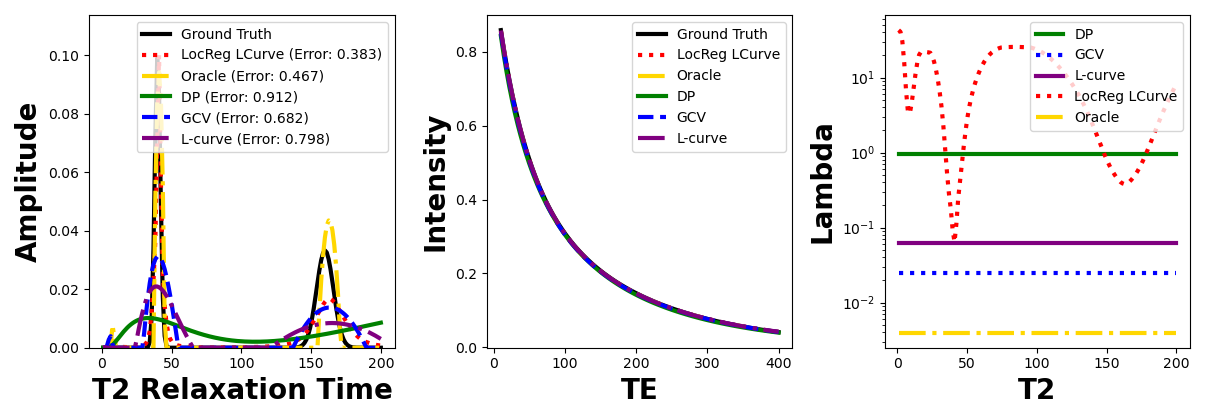 Amplitude
0.10
0.08
0.06
0.04
0.02
0.00
0
50
100
150
200
T2 Relaxation Time
Ground Truth
LocReg LCurve (Error: 0.383)
Oracle (Error: 0.467)
DP (Error: 0.912)
GCV (Error: 0.682)
L-curve (Error: 0.798)
Intensity
0.8
0.6
0.4
0.2
0.0
0
100
200
300
400
TE
Ground Truth
LocReg LCurve
Oracle
DP
GCV
L-curve
Lambda
10¹
10⁰
10⁻¹
10⁻²
0
50
100
150
200
T2
DP
GCV
L-curve
LocReg LCurve
Oracle